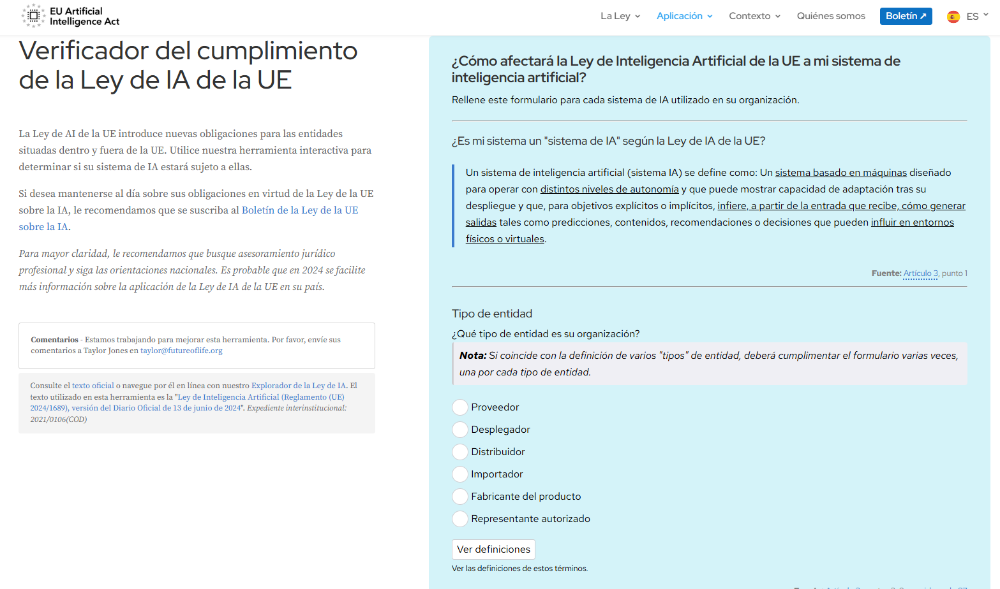 EU Artificial
Intelligence Act
La Ley
Aplicación
Contexto
Quiénes somos
Boletín ↗
ES
Verificador del cumplimiento
de la Ley de IA de la UE
La Ley de AI de la UE introduce nuevas obligaciones para las entidades
situadas dentro y fuera de la UE. Utilice nuestra herramienta interactiva para
determinar si su sistema de IA estará sujeto a ellas.
Si desea mantenerse al día sobre sus obligaciones en virtud de la Ley de la UE
sobre la IA, le recomendamos que se suscriba al Boletín de la Ley de la UE
sobre la IA.
Para mayor claridad, le recomendamos que busque asesoramiento jurídico
profesional y siga las orientaciones nacionales. Es probable que en 2024 se facilite
más información sobre la aplicación de la Ley de IA de la UE en su país.
Comentarios - Estamos trabajando para mejorar esta herramienta. Por favor, envíe sus
comentarios a Taylor Jones en taylor@futureoflife.org
Consulte el texto oficial o navegue por él en línea con nuestro Explorador de la Ley de IA. El
texto utilizado en esta herramienta es la "Ley de Inteligencia Artificial (Reglamento (UE)
2024/1689), versión del Diario Oficial de 13 de junio de 2024". Expediente interinstitucional:
2021/0106(COD)
¿Cómo afectará la Ley de Inteligencia Artificial de la UE a mi sistema de
inteligencia artificial?
Rellene este formulario para cada sistema de IA utilizado en su organización.
¿Es mi sistema un "sistema de IA" según la Ley de IA de la UE?
Un sistema de inteligencia artificial (sistema IA) se define como: Un sistema basado en máquinas diseñado
para operar con distintos niveles de autonomía y que puede mostrar capacidad de adaptación tras su
despliegue y que, para objetivos explícitos o implícitos, infiere, a partir de la entrada que recibe, cómo generar
salidas tales como predicciones, contenidos, recomendaciones o decisiones que pueden influir en entornos
físicos o virtuales.
Fuente: Artículo 3, punto 1
Tipo de entidad
¿Qué tipo de entidad es su organización?
Nota: Si coincide con la definición de varios "tipos" de entidad, deberá cumplimentar el formulario varias veces,
una por cada tipo de entidad.
Proveedor
Desplegador
Distribuidor
Importador
Fabricante del producto
Representante autorizado
Ver definiciones
Ver las definiciones de estos términos.